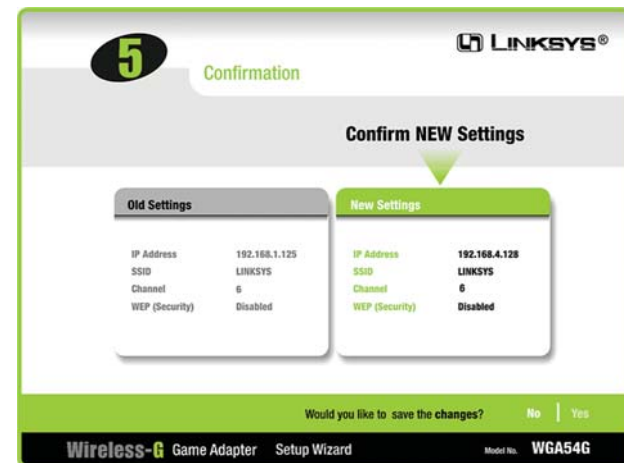 5
LINKSYS®
Confirmation
Confirm NEW Settings
Old Settings
IP Address 192.168.1.125
SSID LINKSYS
Channel 6
WEP (Security) Disabled
New Settings
IP Address 192.168.4.128
SSID LINKSYS
Channel 6
WEP (Security) Disabled
Would you like to save the changes? No Yes
Wireless-G Game Adapter Setup Wizard Model No. WGA54G